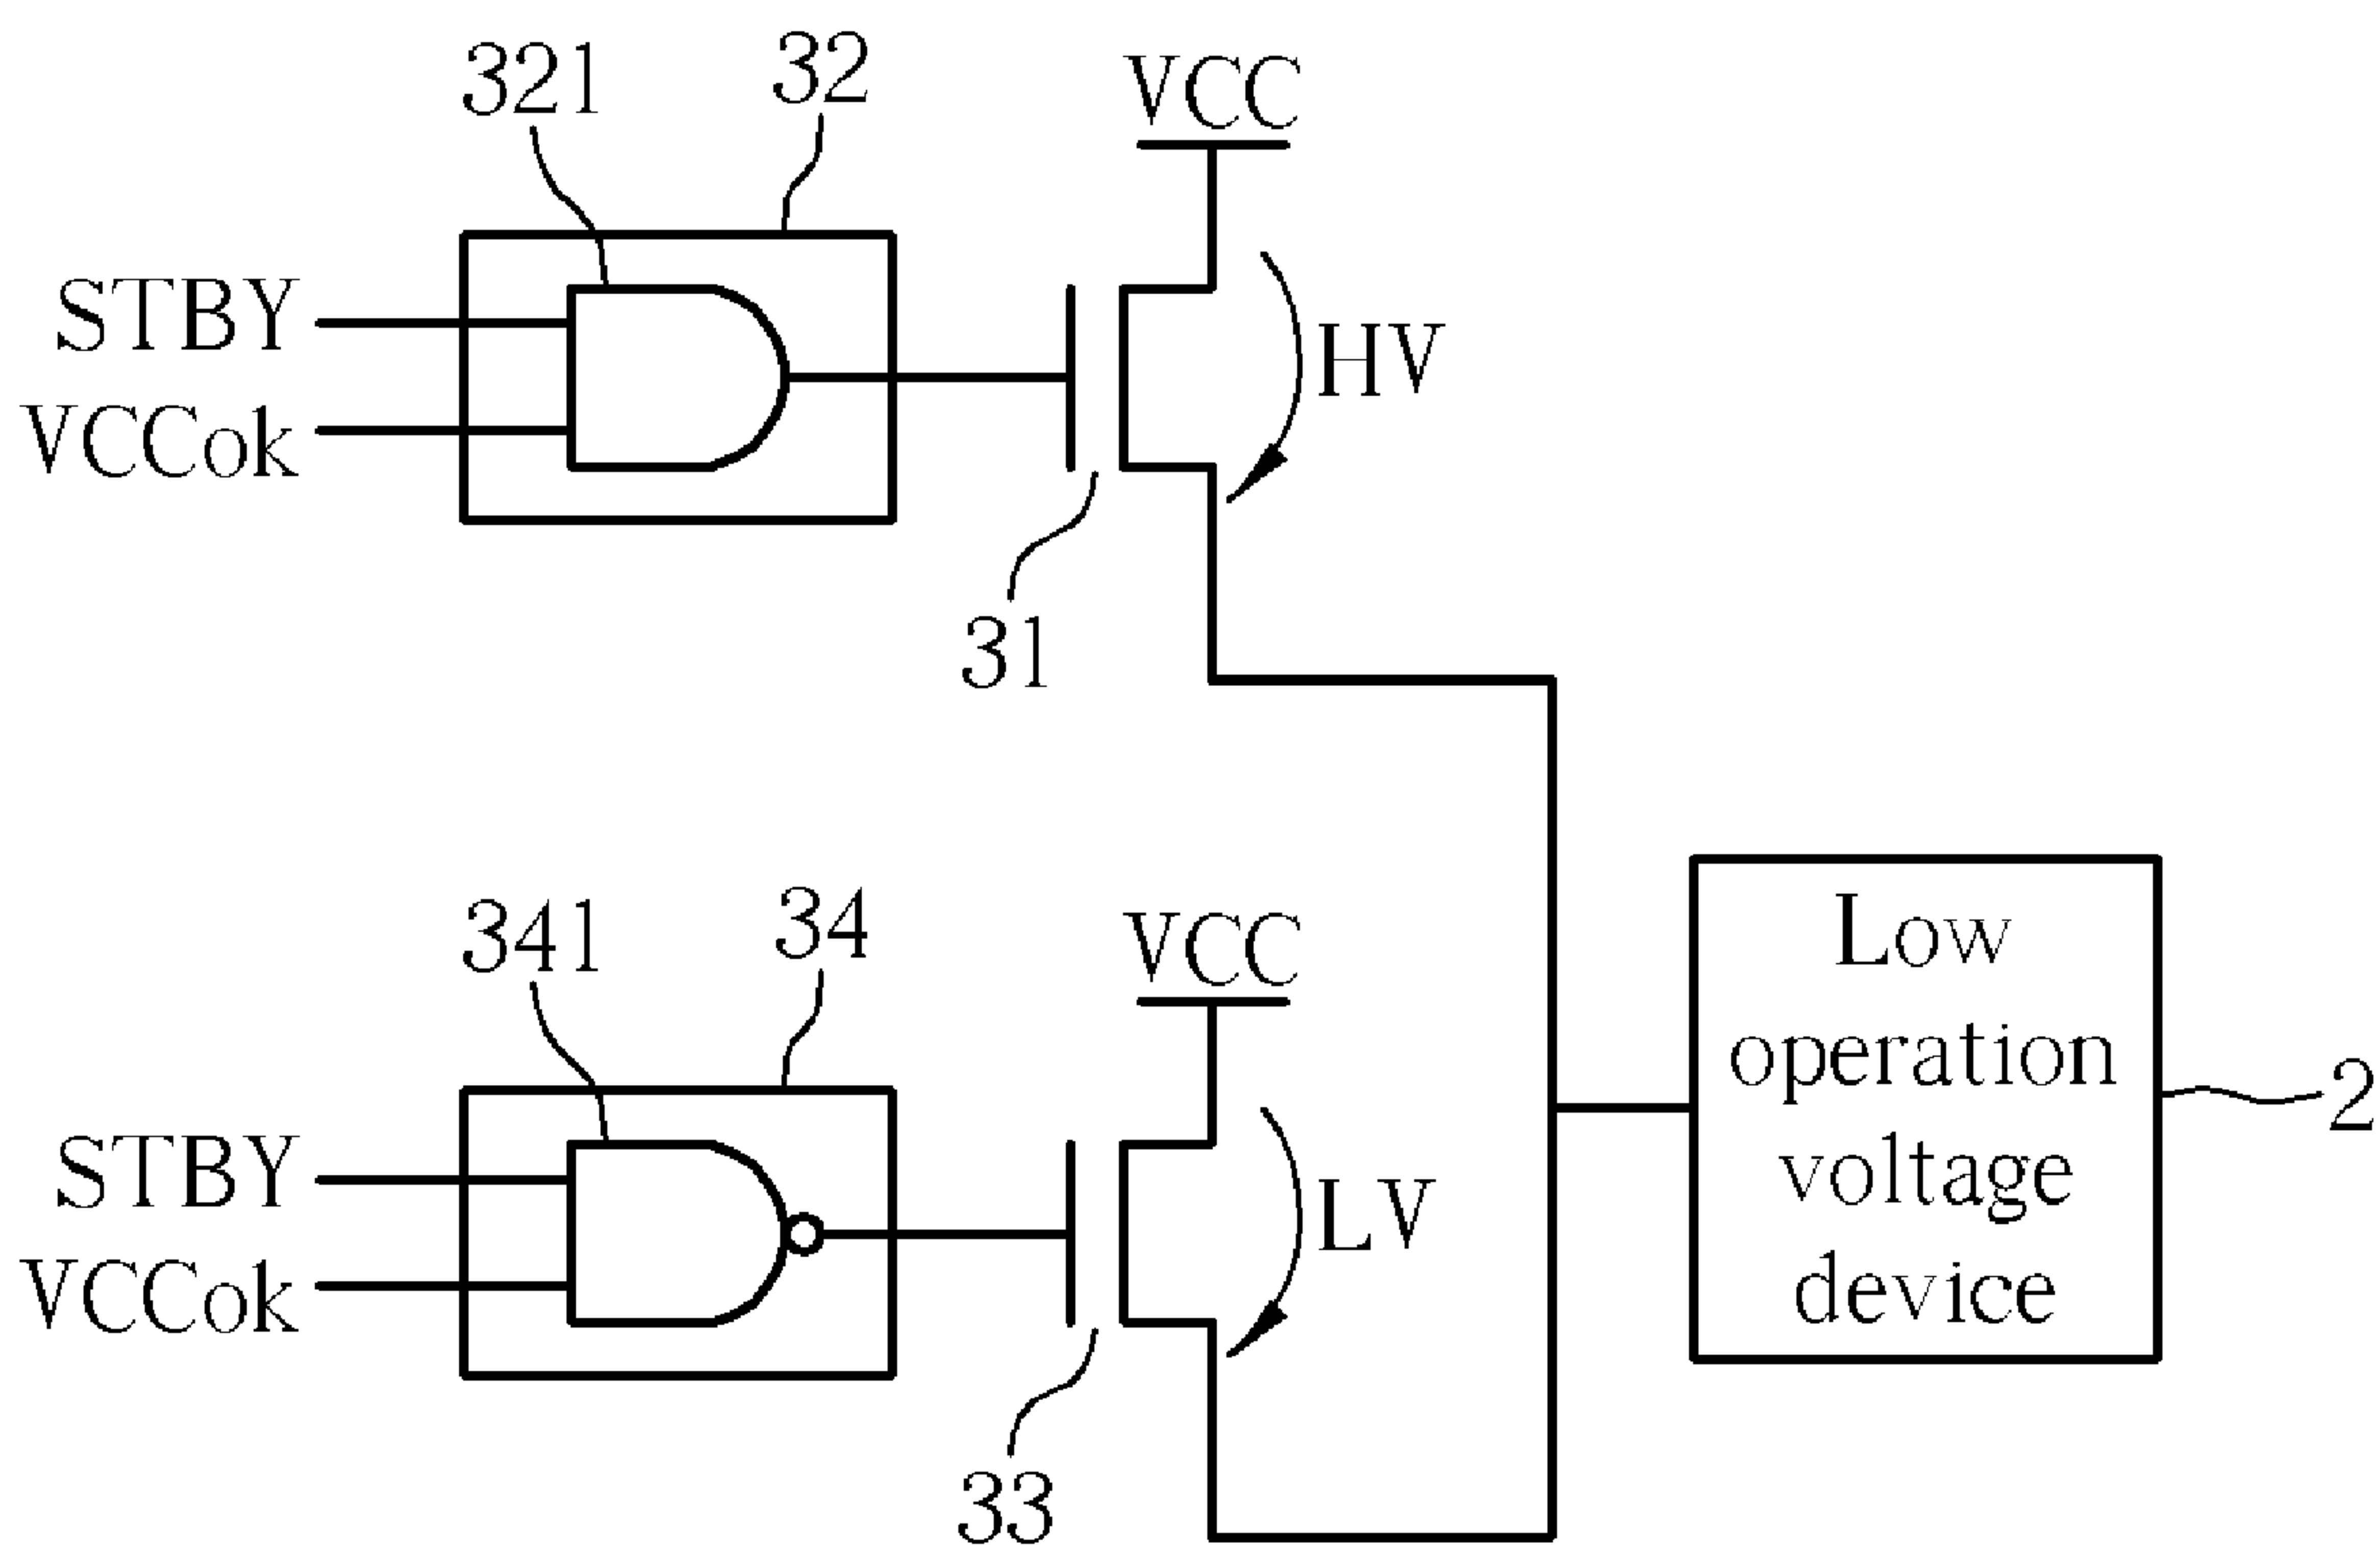 321
32
VCC
STBY
VCCok
HV
31
341
34
VCC
STBY
VCCok
LV
33
Low
operation
voltage
device
2